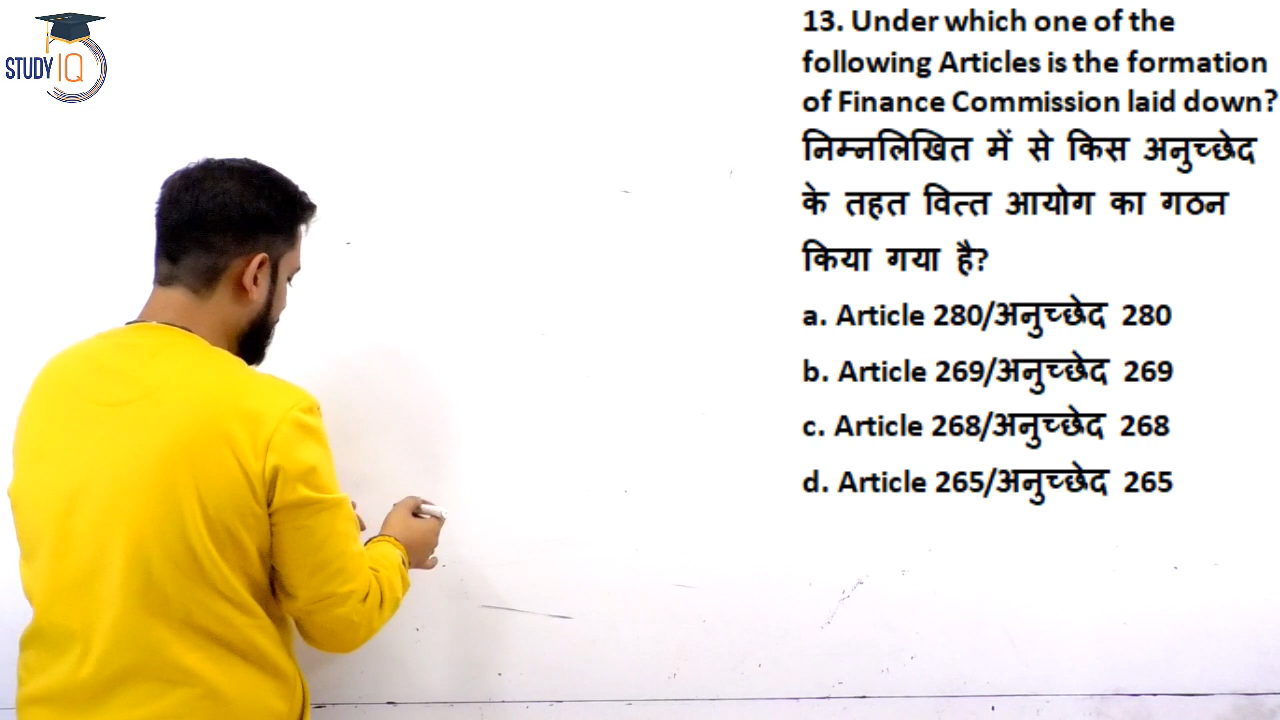 STUDY IQ
13. Under which one of the
following Articles is the formation
of Finance Commission laid down?
निम्नलिखित में से किस अनुच्छेद
के तहत वित्त आयोग का गठन
किया गया है?
a. Article 280/अनुच्छेद 280
b. Article 269/अनुच्छेद 269
c. Article 268/अनुच्छेद 268
d. Article 265/अनुच्छेद 265